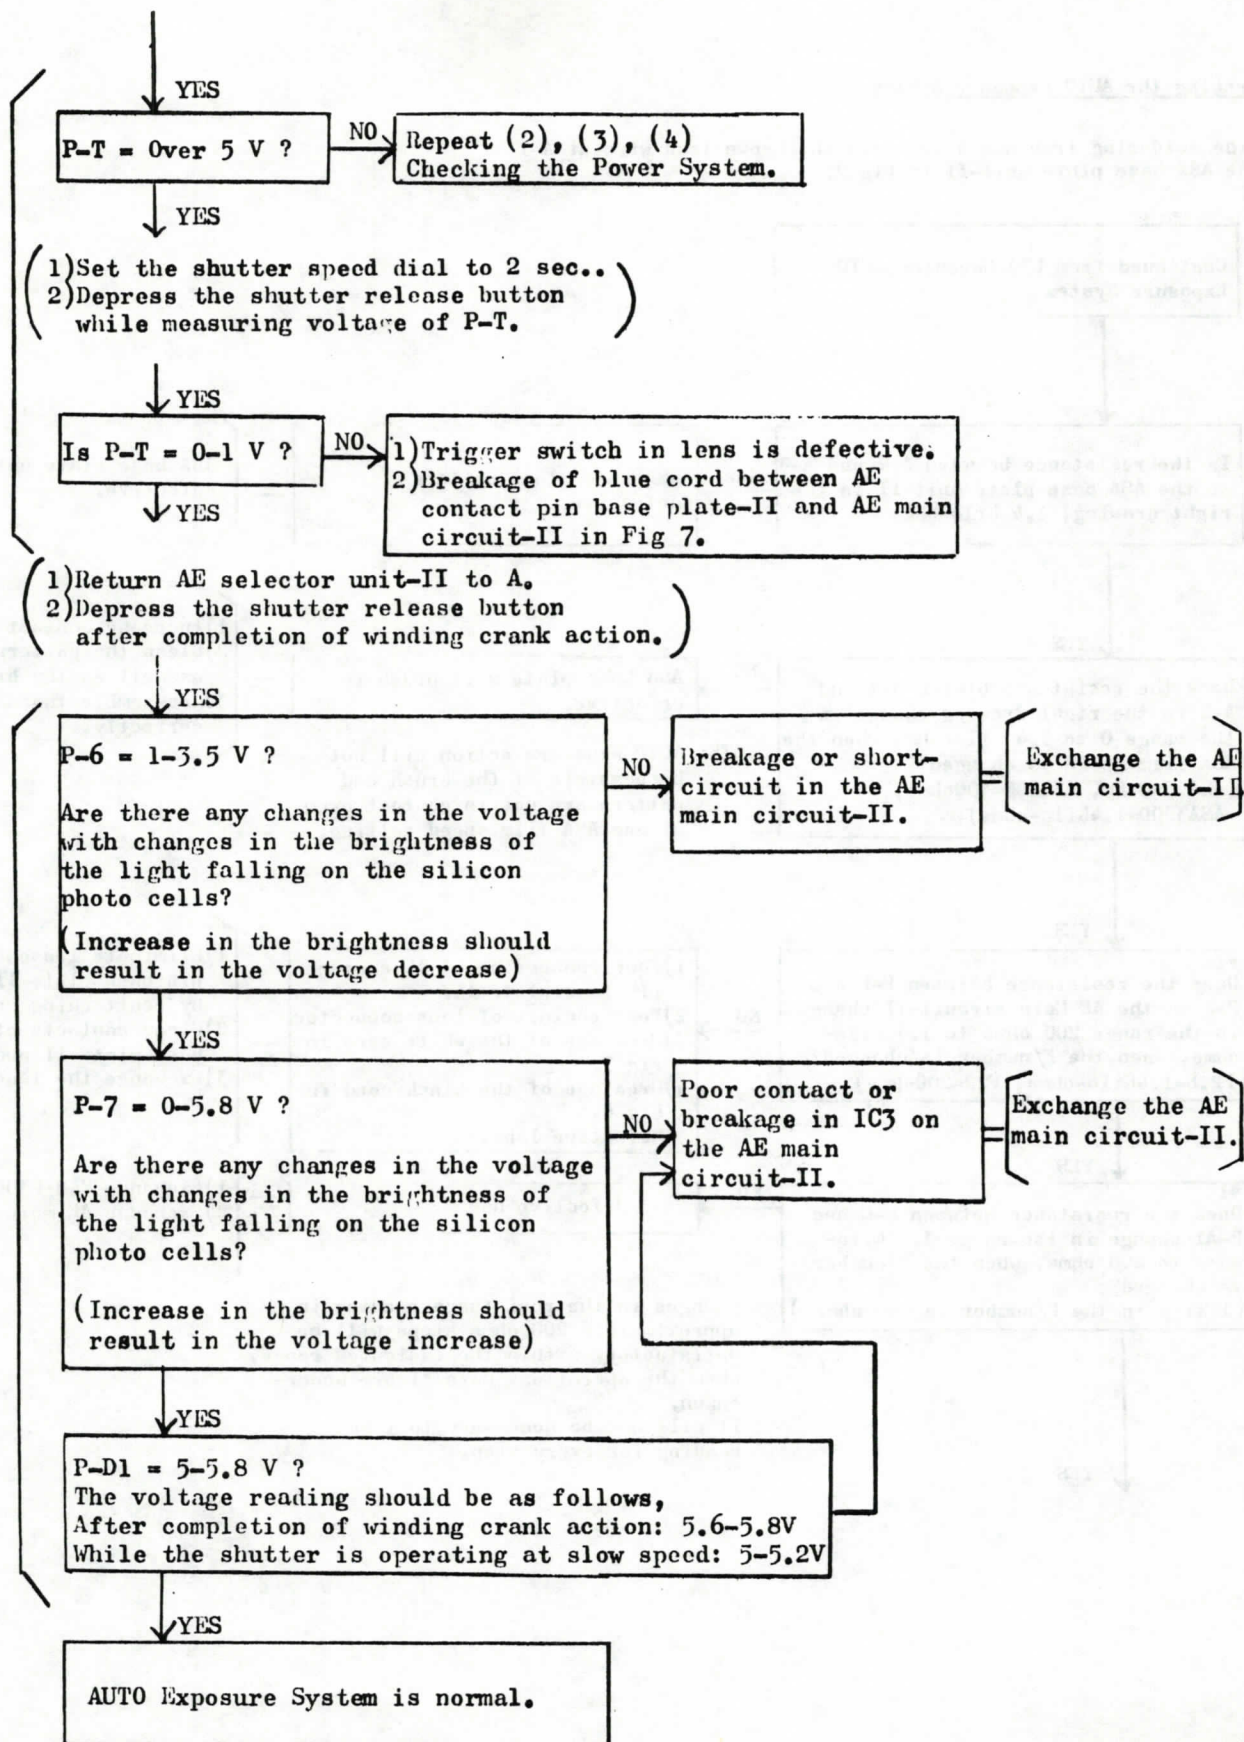 YES
P-T = Over 5 V ?
NO
Repeat (2), (3), (4)
Checking the Power System.
YES
1)Set the shutter speed dial to 2 sec..
2)Depress the shutter release button
while measuring voltage of P-T.
YES
Is P-T = 0-1 V ?
NO
1)Trigger switch in lens is defective.
2)Breakage of blue cord between AE
contact pin base plate-II and AE main
circuit-II in Fig 7.
YES
1)Return AE selector unit-II to A.
2)Depress the shutter release button
after completion of winding crank action.
YES
P-6 = 1-3.5 V ?
Are there any changes in the voltage
with changes in the brightness of
the light falling on the silicon
photo cells?
(Increase in the brightness should
result in the voltage decrease)
NO
Breakage or short-
circuit in the AE
main circuit-II.
=
Exchange the AE
main circuit-II
YES
P-7 = 0-5.8 V ?
Are there any changes in the voltage
with changes in the brightness of
the light falling on the silicon
photo cells?
(Increase in the brightness should
result in the voltage increase)
NO
Poor contact or
breakage in IC3 on
the AE main
circuit-II.
=
Exchange the AE
main circuit-II.
YES
P-D1 = 5-5.8 V ?
The voltage reading should be as follows,
After completion of winding crank action: 5.6-5.8V
While the shutter is operating at slow speed: 5-5.2V
YES
AUTO Exposure System is normal.